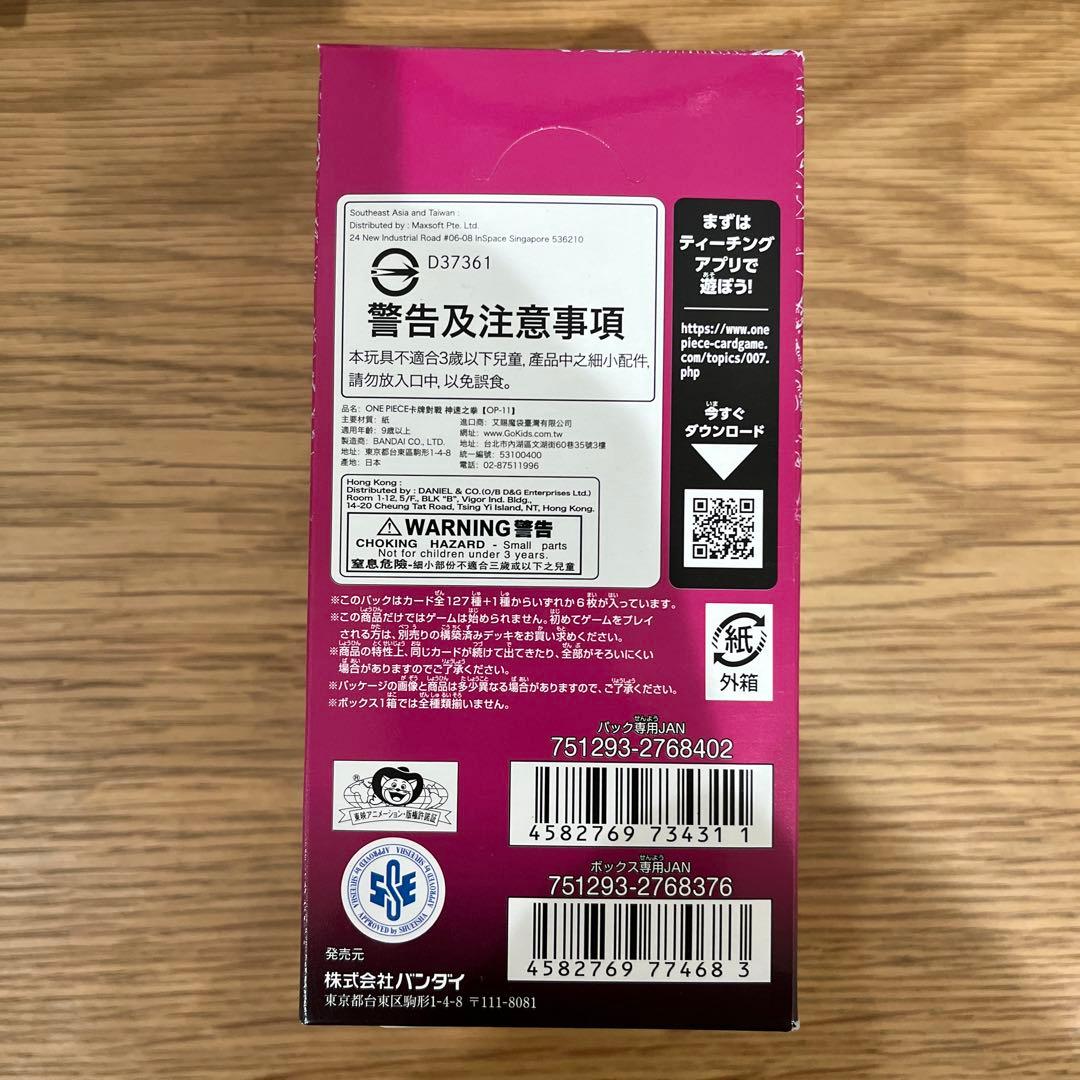 Southeast Asia and Taiwan :
Distributed by : Maxsoft Pte. Ltd.
24 New Industrial Road #06-08 InSpace Singapore 536210
D37361
警告及注意事項
本玩具不適合3歲以下兒童, 產品中之細小配件,
請勿放入口中, 以免誤食。
品名: ONE PIECE卡牌對戰 神速之拳【OP-11】
主要材質: 紙
適用年齡: 9歲以上
製造商: BANDAI CO., LTD.
地址: 東京都台東區駒形1-4-8
產地: 日本
進口商: 艾賜魔袋臺灣有限公司
網址: www.GoKids.com.tw
地址: 台北市內湖區文湖街60巷35號3樓
統一編號: 53100400
電話: 02-87511996
Hong Kong :
Distributed by : DANIEL & CO.(O/B D&G Enterprises Ltd.)
Room 1-12, 5/F., BLK "B", Vigor Ind. Bldg.,
14-20 Cheung Tat Road, Tsing Yi Island, NT, Hong Kong.
⚠WARNING 警告
CHOKING HAZARD - Small parts
Not for children under 3 years.
窒息危險-細小部份不適合三歲或以下之兒童
まずは
ティーチング
アプリで
遊ぼう!
https://www.one
piece-cardgame.
com/topics/007.
php
今すぐ
ダウンロード
※このパックはカード全127種+1種からいずれか6枚が入っています。
※この商品だけではゲームは始められません。初めてゲームをプレイ
される方は、別売りの構築済みデッキをお買い求めください。
※商品の特性上、同じカードが続けて出てきたり、全部がそろいにくい
場合がありますのでご了承ください。
※パッケージの画像と商品は多少異なる場合がありますので、ご了承ください。
※ボックス1箱では全種類揃いません。
紙
外箱
パック専用JAN
751293-2768402
4582769 73431 1
ボックス専用JAN
751293-2768376
4582769 77468 3
東映アニメーション・版権許諾証
APPROVED by SHUEISHA
発売元
株式会社バンダイ
東京都台東区駒形1-4-8 〒111-8081